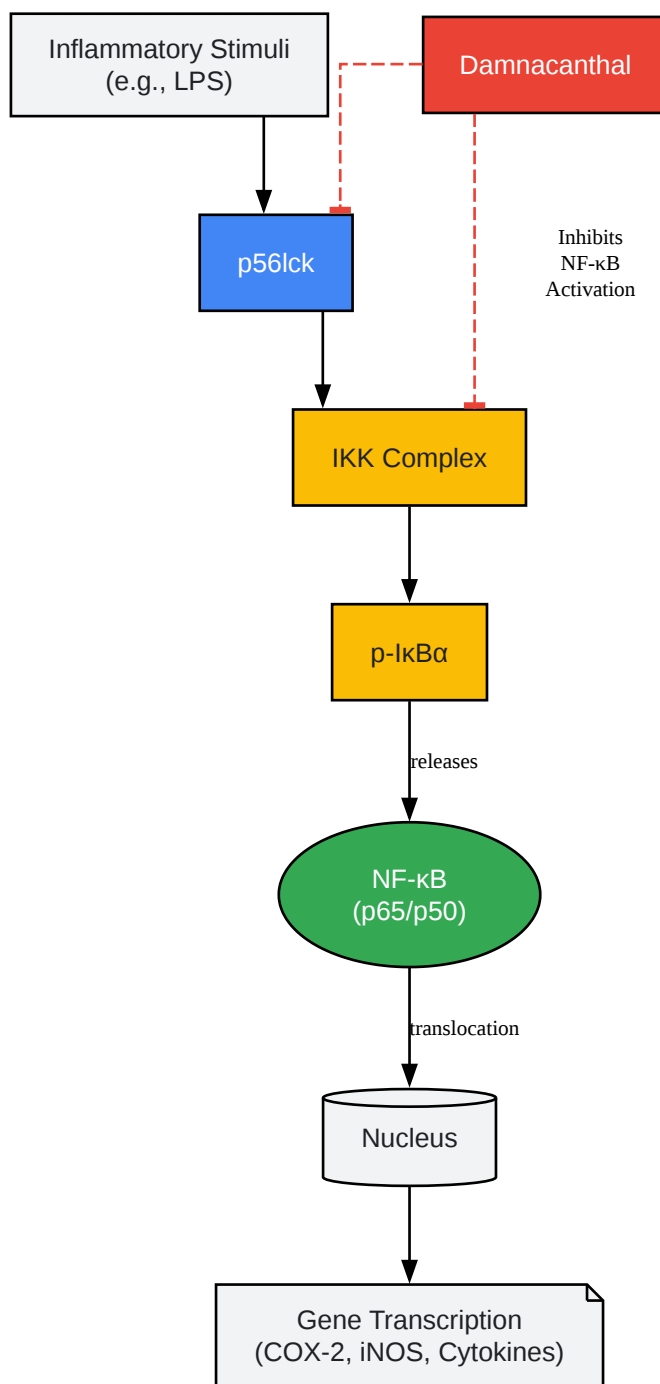 Inflammatory Stimuli
(e.g., LPS)
Damnacanthal
p56lck
Inhibits
NF-κB
Activation
IKK Complex
p-IκBα
releases
NF-κB
(p65/p50)
translocation
Nucleus
Gene Transcription
(COX-2, iNOS, Cytokines)